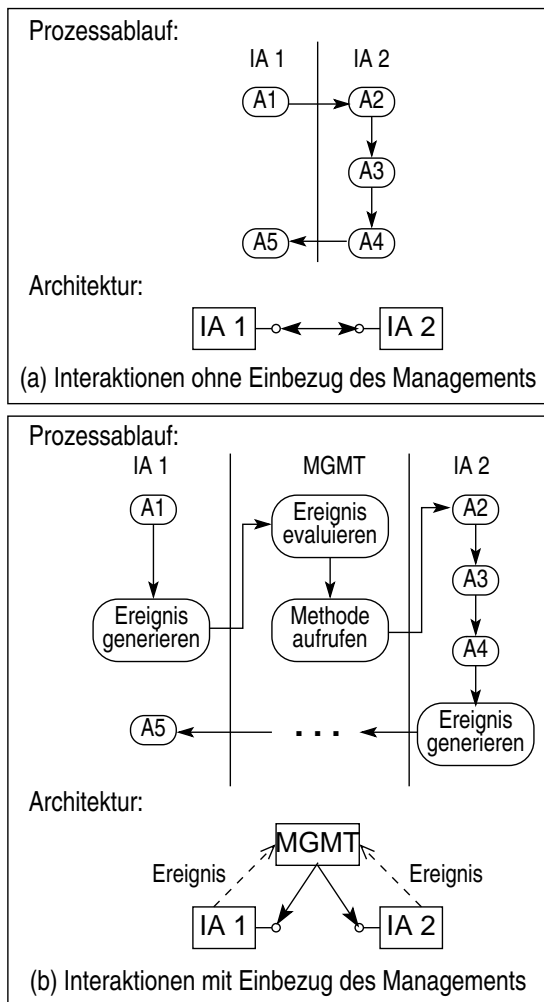 Prozessablauf:
IA 1 IA 2
A1 A2
A3
A5 A4
Architektur:
IA 1 IA 2
(a) Interaktionen ohne Einbezug des Managements
Prozessablauf:
IA 1 MGMT IA 2
A1
Ereignis
evaluieren
A2
A3
Ereignis
generieren
Methode
aufrufen
A4
Ereignis
generieren
A5 . . .
Architektur:
MGMT
Ereignis Ereignis
IA 1 IA 2
(b) Interaktionen mit Einbezug des Managements